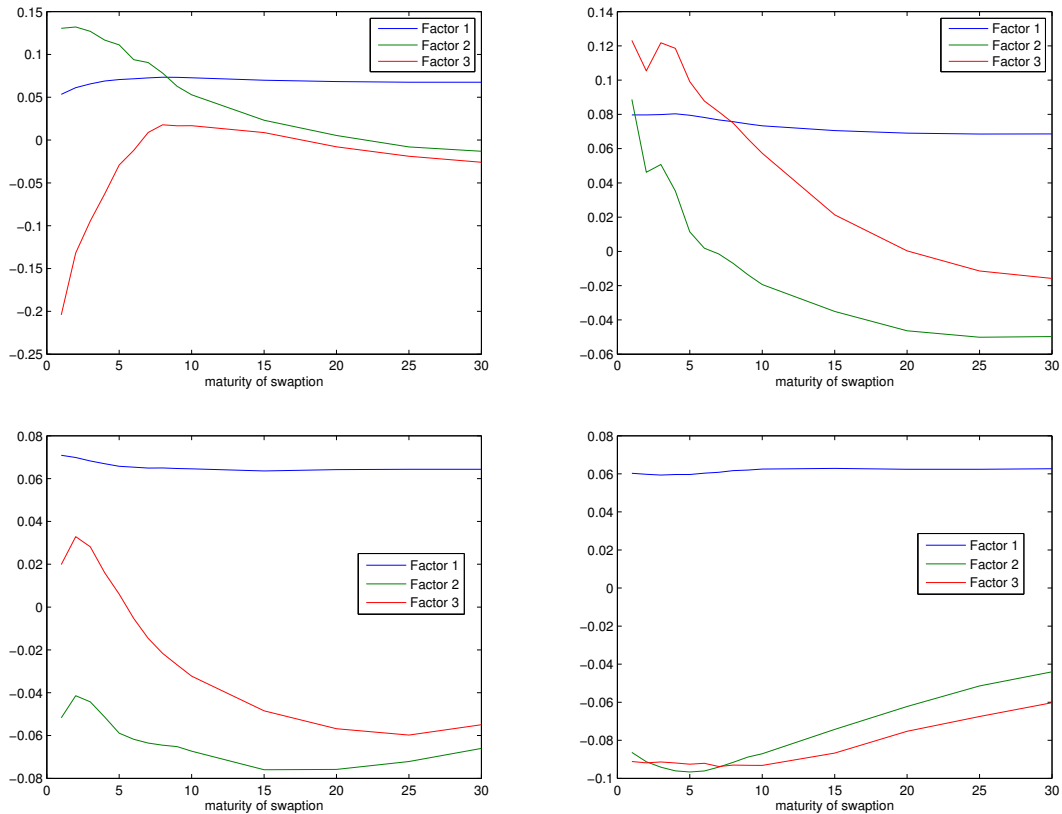 0.15
0.1
0.05
0
−0.05
−0.1
−0.15
−0.2
−0.25
0 5 10 15 20 25 30
maturity of swaption
Factor 1
Factor 2
Factor 3
0.14
0.12
0.1
0.08
0.06
0.04
0.02
0
−0.02
−0.04
−0.06
0 5 10 15 20 25 30
maturity of swaption
Factor 1
Factor 2
Factor 3
0.08
0.06
0.04
0.02
0
−0.02
−0.04
−0.06
−0.08
0 5 10 15 20 25 30
maturity of swaption
Factor 1
Factor 2
Factor 3
0.08
0.06
0.04
0.02
0
−0.02
−0.04
−0.06
−0.08
−0.1
0 5 10 15 20 25 30
maturity of swaption
Factor 1
Factor 2
Factor 3